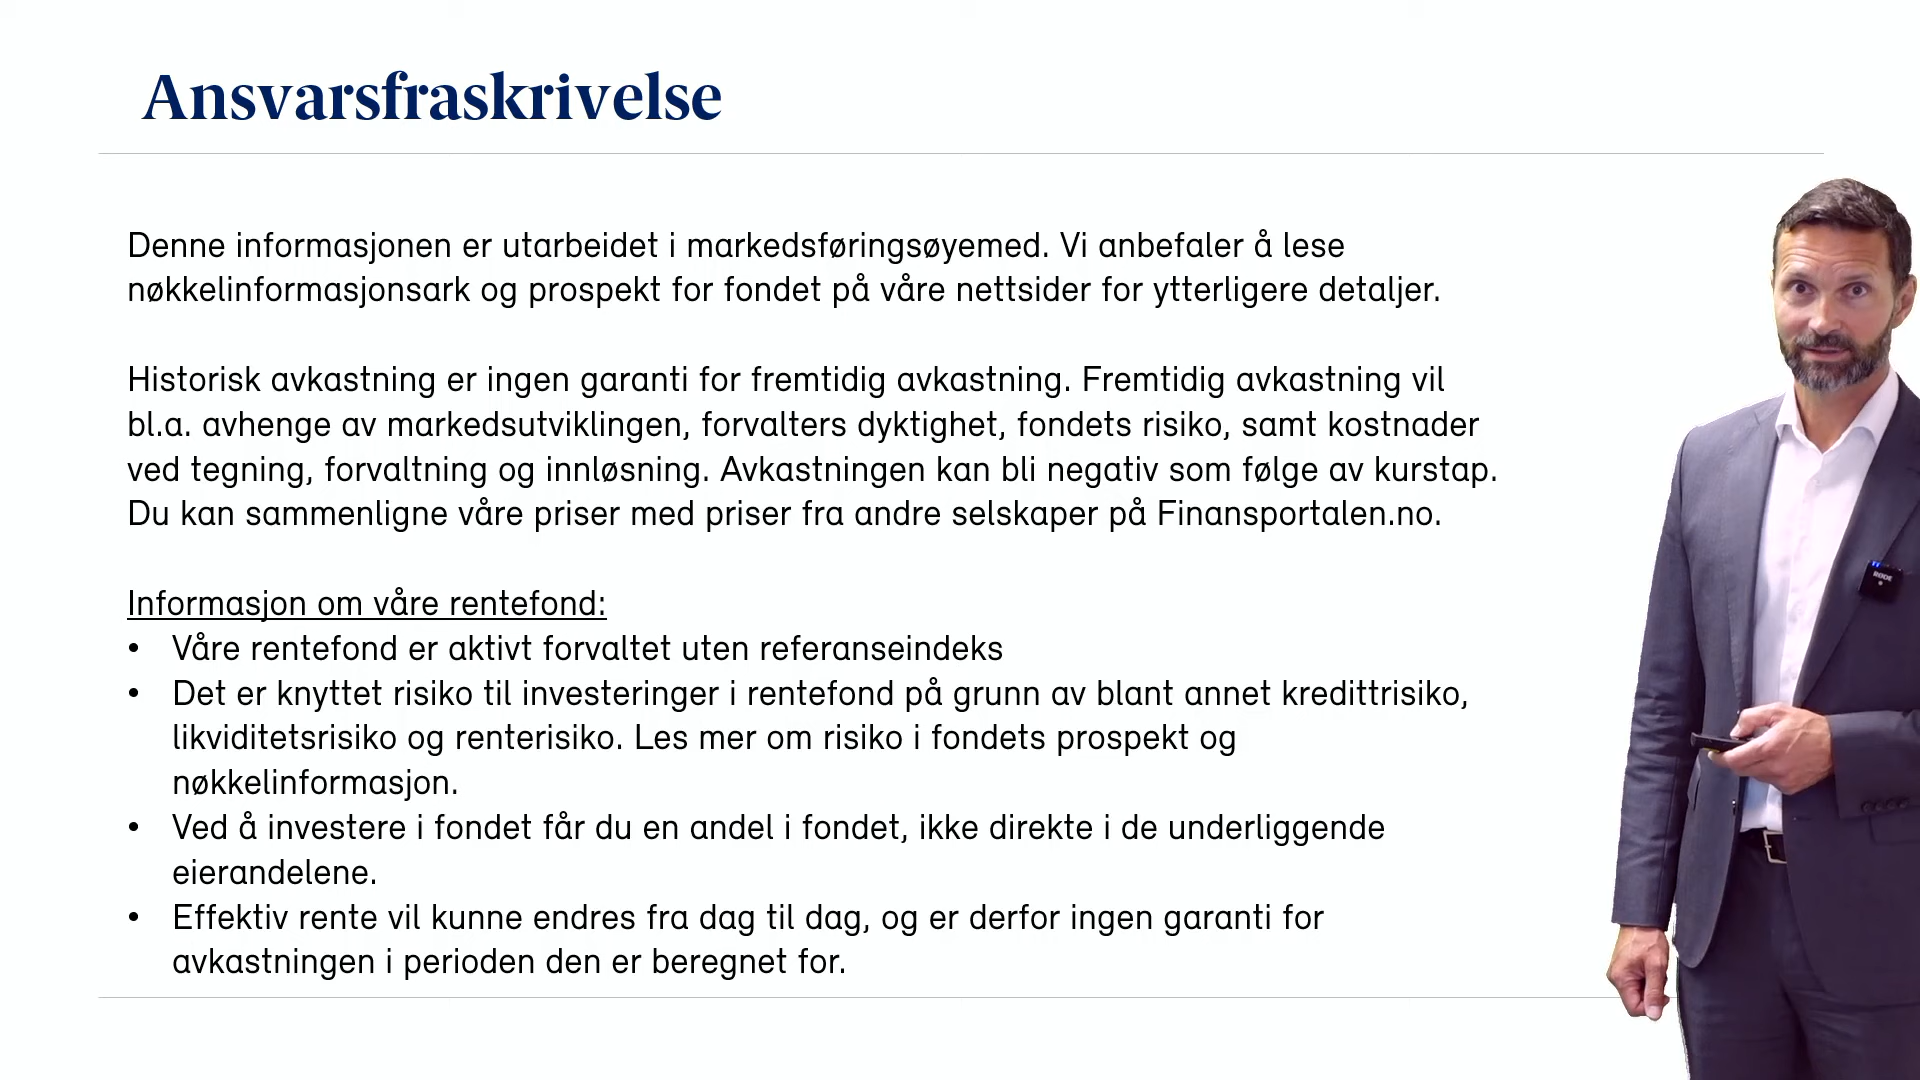 Ansvarsfraskrivelse
Denne informasjonen er utarbeidet i markedsføringsøyemed. Vi anbefaler å lese
nøkkelinformasjonsark og prospekt for fondet på våre nettsider for ytterligere detaljer.
Historisk avkastning er ingen garanti for fremtidig avkastning. Fremtidig avkastning vil
bl.a. avhenge av markedsutviklingen, forvalters dyktighet, fondets risiko, samt kostnader
ved tegning, forvaltning og innløsning. Avkastningen kan bli negativ som følge av kurstap.
Du kan sammenligne våre priser med priser fra andre selskaper på Finansportalen.no.
Informasjon om våre rentefond:
• Våre rentefond er aktivt forvaltet uten referanseindeks
• Det er knyttet risiko til investeringer i rentefond på grunn av blant annet kredittrisiko,
likviditetsrisiko og renterisiko. Les mer om risiko i fondets prospekt og
nøkkelinformasjon.
• Ved å investere i fondet får du en andel i fondet, ikke direkte i de underliggende
eierandelene.
• Effektiv rente vil kunne endres fra dag til dag, og er derfor ingen garanti for
avkastningen i perioden den er beregnet for.
RØDE